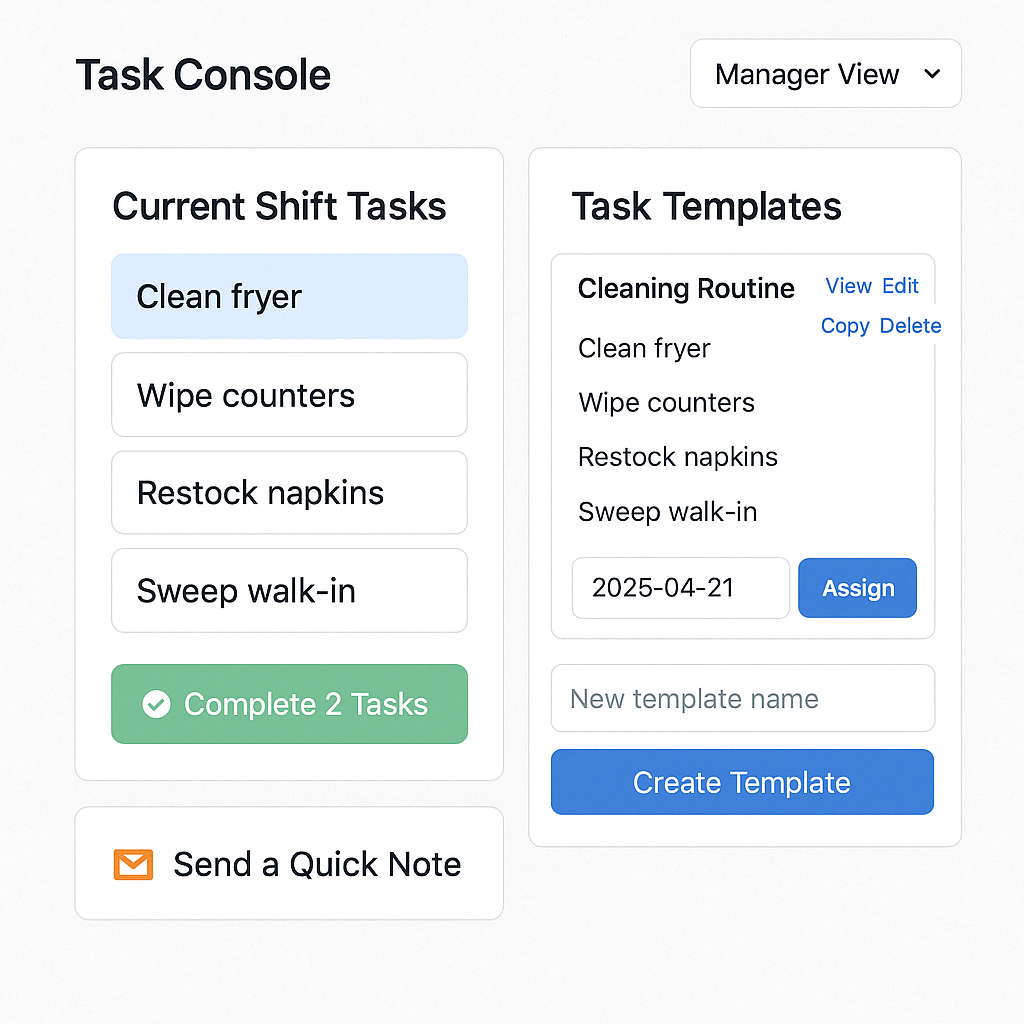 Task Console
Manager View
Current Shift Tasks
Clean fryer
Wipe counters
Restock napkins
Sweep walk-in
Complete 2 Tasks
Send a Quick Note
Task Templates
Cleaning Routine
View Edit
Copy Delete
Clean fryer
Wipe counters
Restock napkins
Sweep walk-in
2025-04-21
Assign
New template name
Create Template